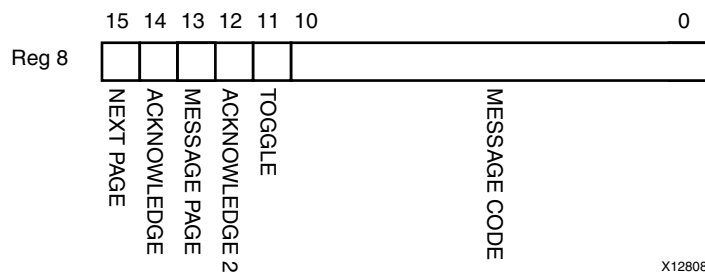 15 14 13 12 11 10 0
Reg 8
NEXT PAGE
ACKNOWLEDGE
MESSAGE PAGE
ACKNOWLEDGE 2
TOGGLE
MESSAGE CODE
X12808